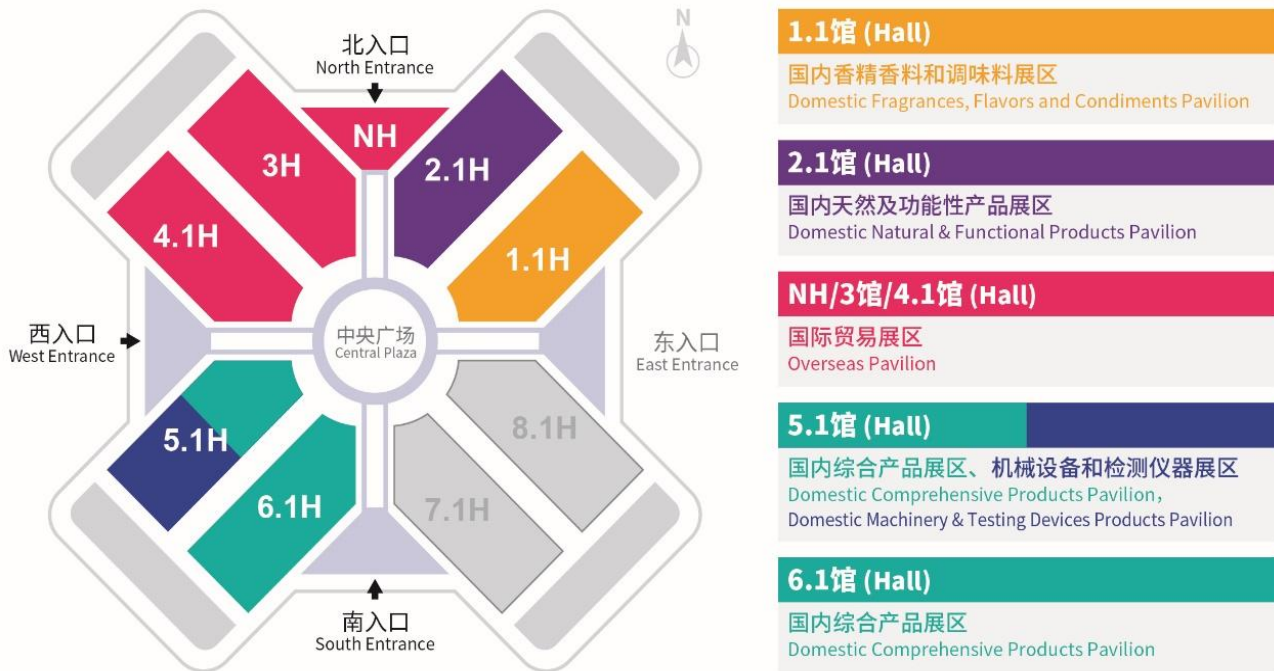 北入口
North Entrance
N
NH
3H
2.1H
4.1H
1.1H
西入口
West Entrance
中央广场
Central Plaza
东入口
East Entrance
5.1H
8.1H
6.1H
7.1H
南入口
South Entrance
1.1馆 (Hall)
国内香精香料和调味料展区
Domestic Fragrances, Flavors and Condiments Pavilion
2.1馆 (Hall)
国内天然及功能性产品展区
Domestic Natural & Functional Products Pavilion
NH/3馆/4.1馆 (Hall)
国际贸易展区
Overseas Pavilion
5.1馆 (Hall)
国内综合产品展区、机械设备和检测仪器展区
Domestic Comprehensive Products Pavilion，
Domestic Machinery & Testing Devices Products Pavilion
6.1馆 (Hall)
国内综合产品展区
Domestic Comprehensive Products Pavilion